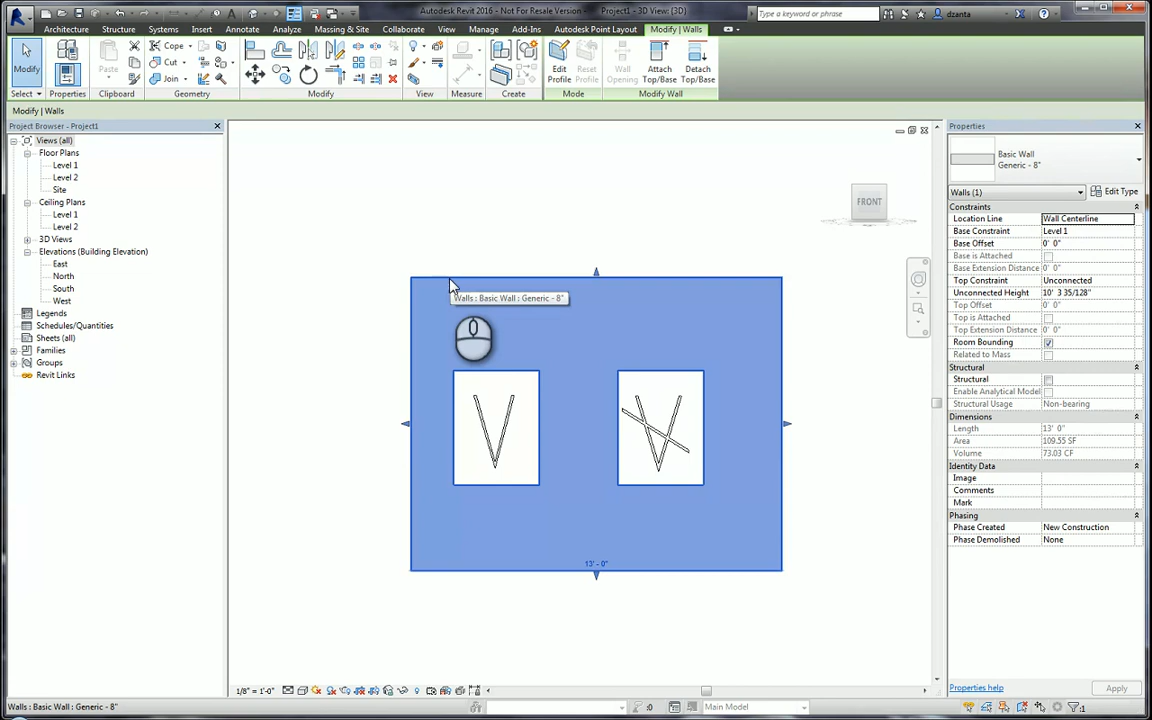 Autodesk Revit 2016 - Not For Resale Version - Project1 - 3D View: {3D}
Type a keyword or phrase
dzanta
Architecture Structure Systems Insert Annotate Analyze Massing & Site Collaborate View Manage Add-Ins Autodesk Point Layout Modify | Walls
Modify
Paste
Cope
Cut
Join
Edit Profile
Reset Profile
Wall Opening
Attach Top/Base
Detach Top/Base
Select Properties Clipboard Geometry Modify View Measure Create Mode Modify Wall
Modify | Walls
Project Browser - Project1
Views (all)
Floor Plans
Level 1
Level 2
Site
Ceiling Plans
Level 1
Level 2
3D Views
Elevations (Building Elevation)
East
North
South
West
Legends
Schedules/Quantities
Sheets (all)
Families
Groups
Revit Links
FRONT
Walls : Basic Wall : Generic - 8"
13' - 0"
Properties
Basic Wall
Generic - 8"
Walls (1) Edit Type
Constraints
Location Line Wall Centerline
Base Constraint Level 1
Base Offset 0' 0"
Base is Attached
Base Extension Distance 0' 0"
Top Constraint Unconnected
Unconnected Height 10' 3 35/128"
Top Offset 0' 0"
Top is Attached
Top Extension Distance 0' 0"
Room Bounding
Related to Mass
Structural
Structural
Enable Analytical Model
Structural Usage Non-bearing
Dimensions
Length 13' 0"
Area 109.55 SF
Volume 73.03 CF
Identity Data
Image
Comments
Mark
Phasing
Phase Created New Construction
Phase Demolished None
Properties help Apply
1/8" = 1'-0"
Walls : Basic Wall : Generic - 8"
:0
Main Model
:1